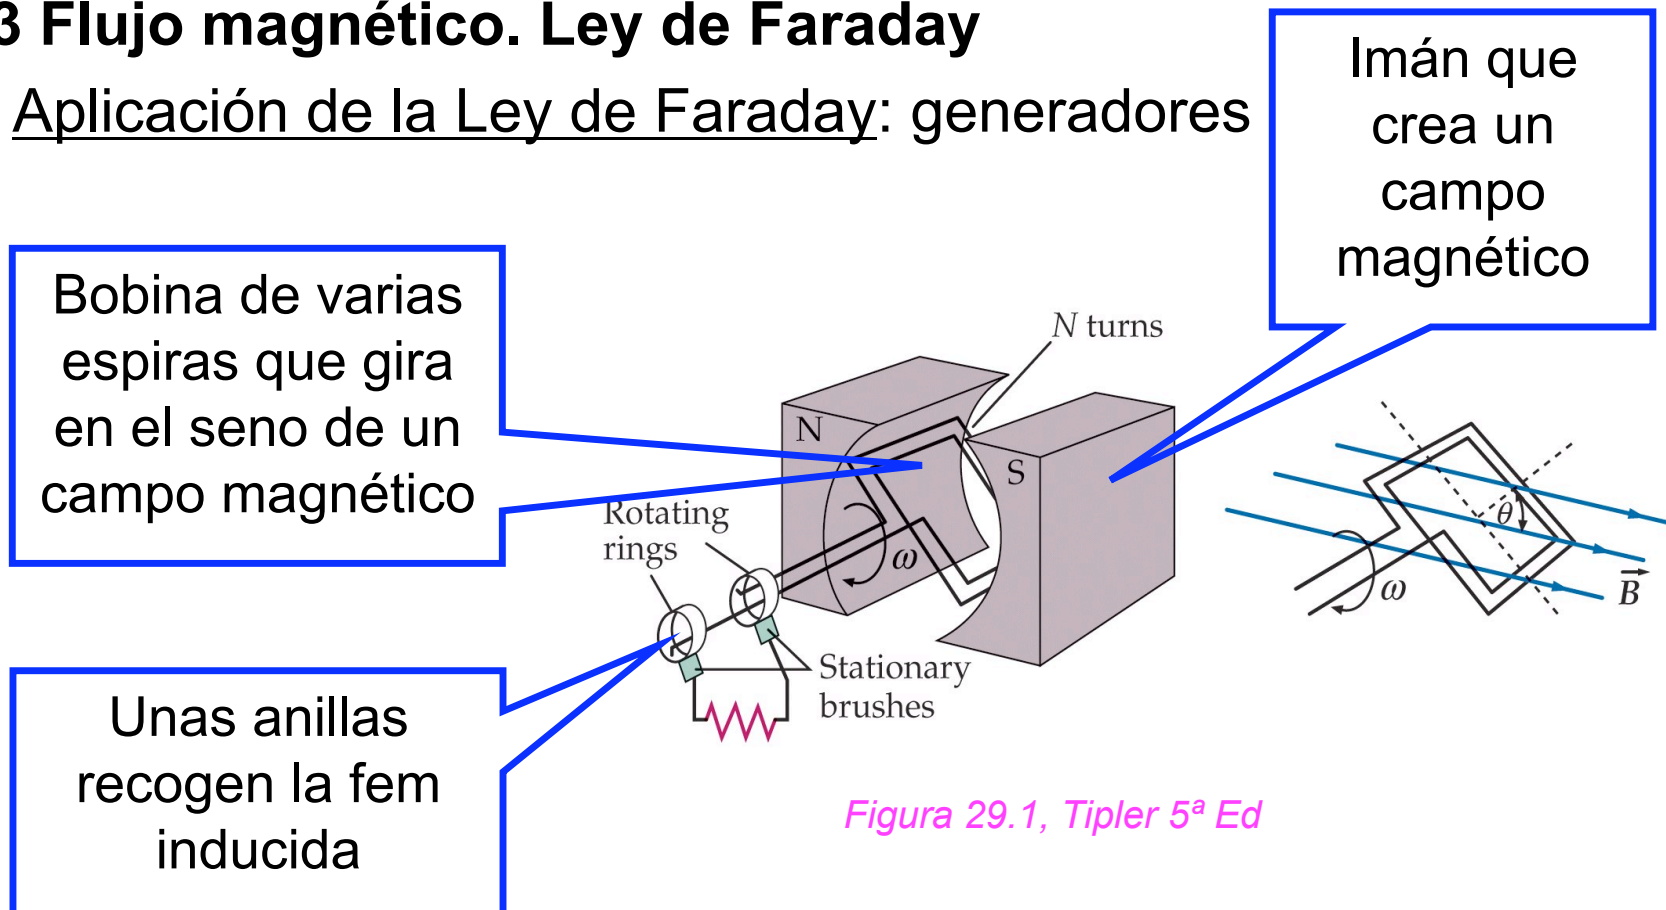 3 Flujo magnético. Ley de Faraday
Aplicación de la Ley de Faraday: generadores
Imán que
crea un
campo
magnético
Bobina de varias
espiras que gira
en el seno de un
campo magnético
N turns
N
S
Rotating
rings
ω
θ
ω
B
Stationary
brushes
Unas anillas
recogen la fem
inducida
Figura 29.1, Tipler 5ª Ed